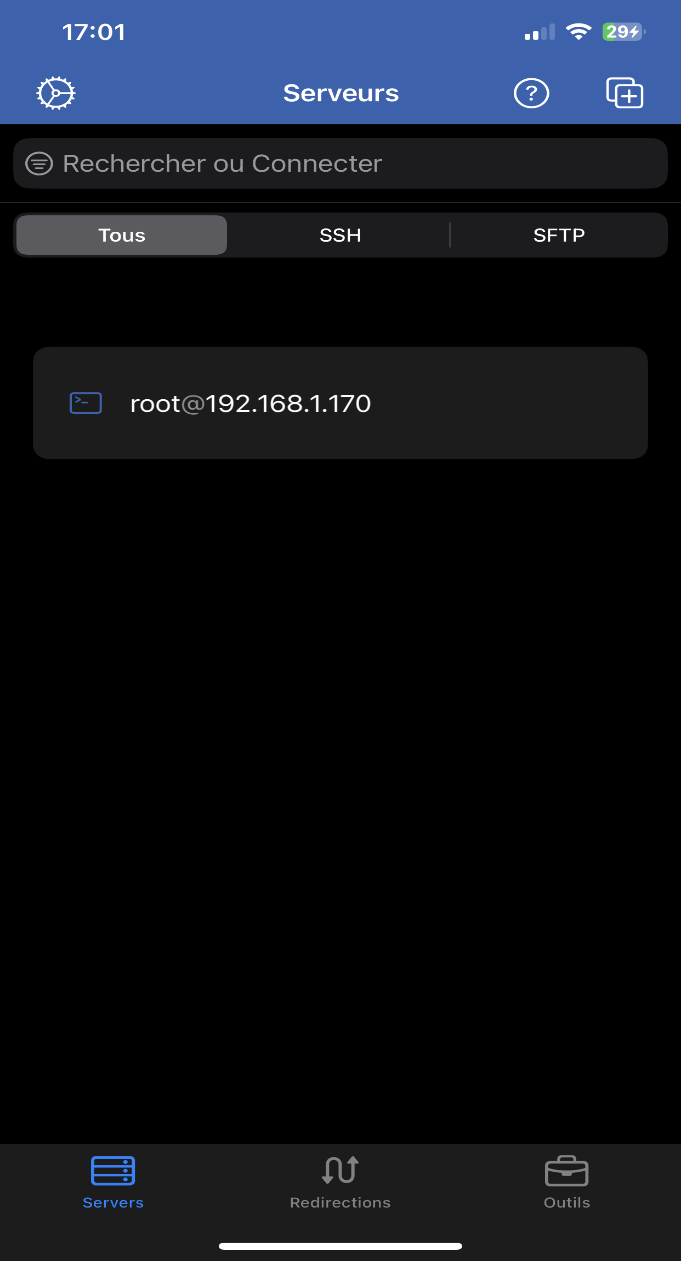 17:01
29
Serveurs
?
Rechercher ou Connecter
Tous SSH SFTP
>_ root@192.168.1.170
Servers Redirections Outils